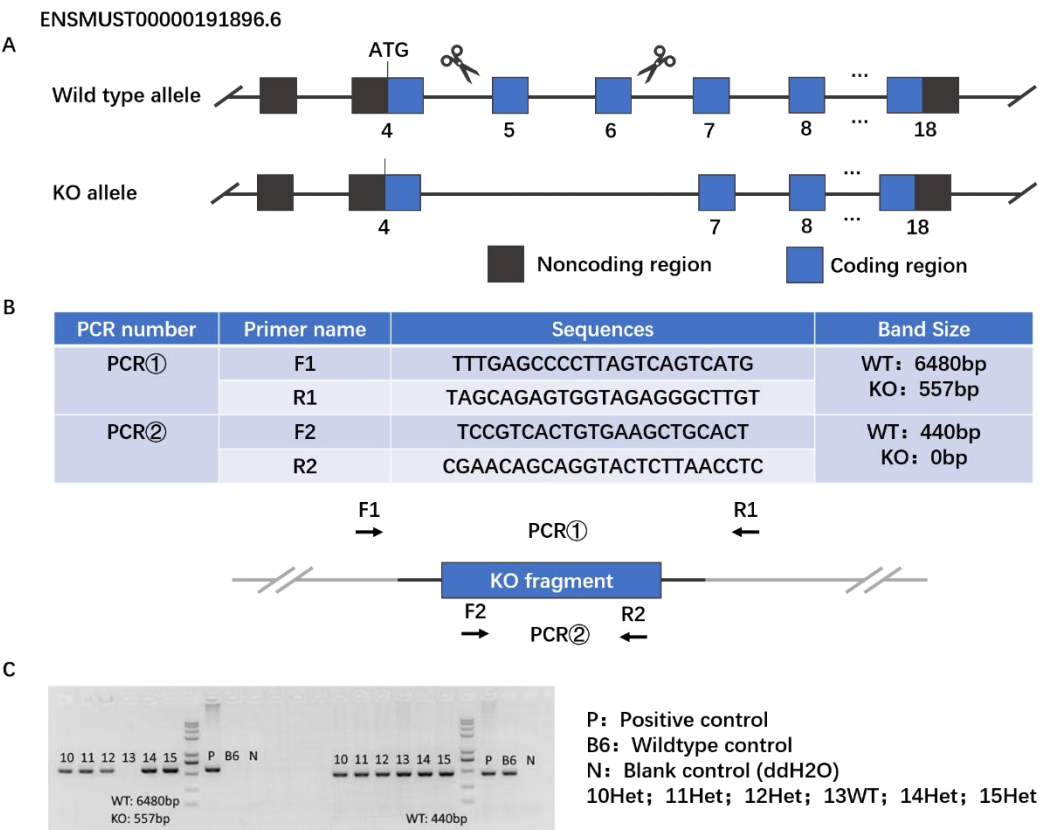 ENSMUST00000191896.6
A
ATG
Wild type allele
...
4 5 6 7 8 ... 18
KO allele
...
4 7 8 ... 18
Noncoding region Coding region
B
PCR number Primer name Sequences Band Size
PCR① F1 TTTGAGCCCCTTAGTCAGTCATG WT: 6480bp
R1 TAGCAGAGTGGTAGAGGGCTTGT KO: 557bp
PCR② F2 TCCGTCACTGTGAAGCTGCACT WT: 440bp
R2 CGAACAGCAGGTACTCTTAACCTC KO: 0bp
F1 PCR① R1
KO fragment
F2 PCR② R2
C
10 11 12 13 14 15 P B6 N 10 11 12 13 14 15 P B6 N
WT: 6480bp
KO: 557bp
WT: 440bp
P: Positive control
B6: Wildtype control
N: Blank control (ddH2O)
10Het; 11Het; 12Het; 13WT; 14Het; 15Het